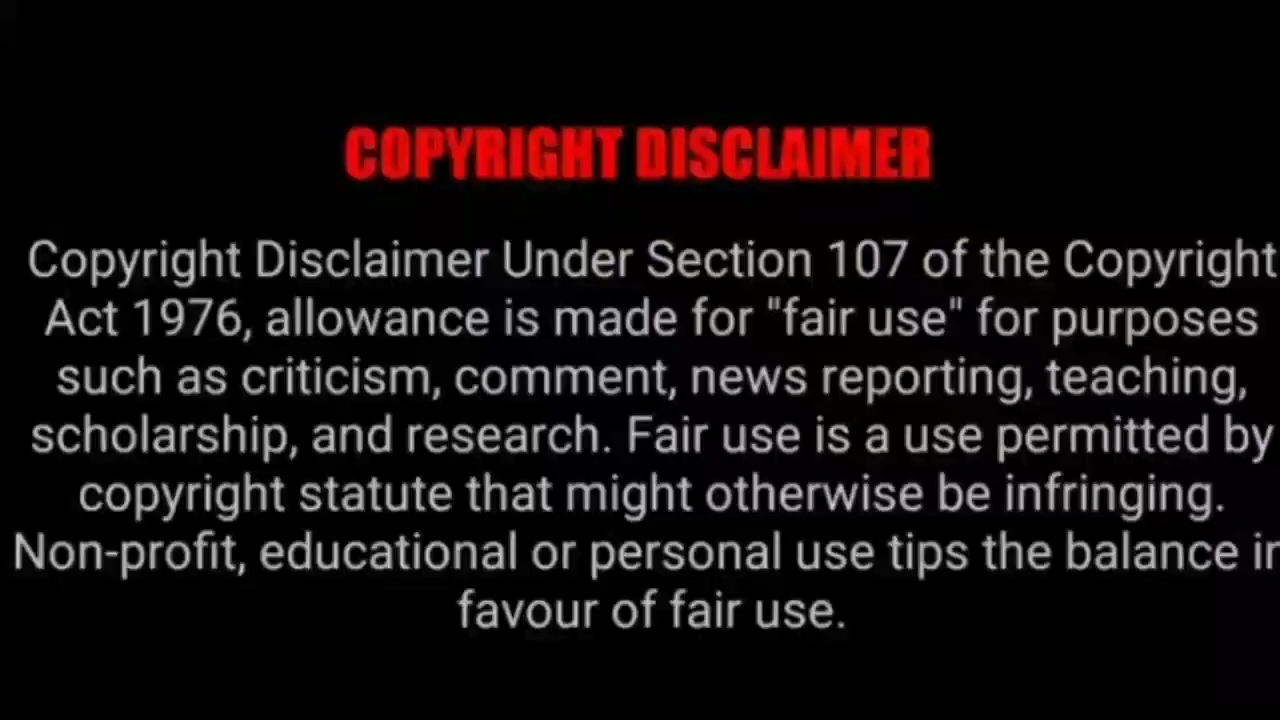 COPYRIGHT DISCLAIMER
Copyright Disclaimer Under Section 107 of the Copyright
Act 1976, allowance is made for "fair use" for purposes
such as criticism, comment, news reporting, teaching,
scholarship, and research. Fair use is a use permitted by
copyright statute that might otherwise be infringing.
Non-profit, educational or personal use tips the balance in
favour of fair use.